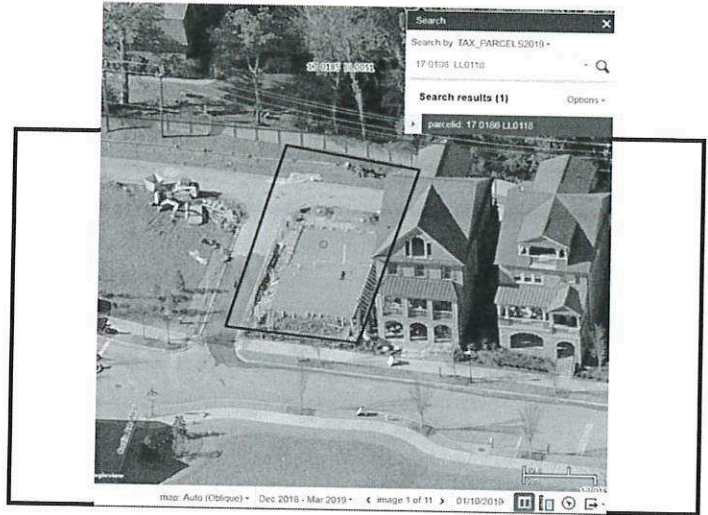 Search
Search by TAX_PARCELS2019
17 0186 LL0118
Search results (1)
Options
parcelid: 17 0186 LL0118
17 0185 LL0051
map: Auto (Oblique)
Dec 2018 - Mar 2019
image 1 of 11
01/10/2019